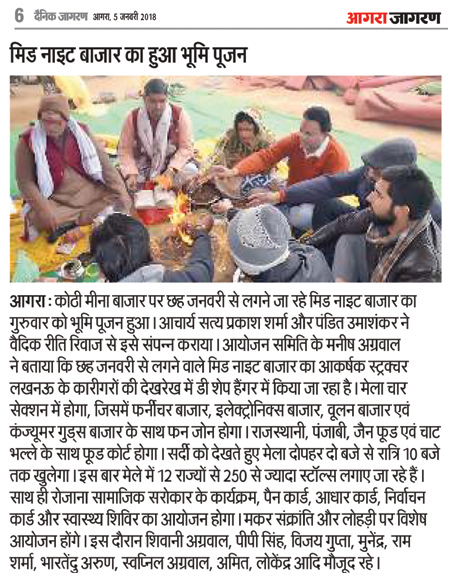 6 दैनिक जागरण आगरा, 5 जनवरी 2018 आगरा जागरण
मिड नाइट बाजार का हुआ भूमि पूजन
आगरा : कोठी मीना बाजार पर छह जनवरी से लगने जा रहे मिड नाइट बाजार का
गुरुवार को भूमि पूजन हुआ। आचार्य सत्य प्रकाश शर्मा और पंडित उमाशंकर ने
वैदिक रीति रिवाज से इसे संपन्न कराया। आयोजन समिति के मनीष अग्रवाल
ने बताया कि छह जनवरी से लगने वाले मिड नाइट बाजार का आकर्षक स्ट्रक्चर
लखनऊ के कारीगरों की देखरेख में डी शेप हैंगर में किया जा रहा है। मेला चार
सेक्शन में होगा, जिसमें फर्नीचर बाजार, इलेक्ट्रोनिक्स बाजार, वूलन बाजार एवं
कंज्यूमर गुड्स बाजार के साथ फन जोन होगा। राजस्थानी, पंजाबी, जैन फूड एवं चाट
भल्ले के साथ फूड कोर्ट होगा। सर्दी को देखते हुए मेला दोपहर दो बजे से रात्रि 10 बजे
तक खुलेगा। इस बार मेले में 12 राज्यों से 250 से ज्यादा स्टॉल्स लगाए जा रहे हैं।
साथ ही रोजाना सामाजिक सरोकार के कार्यक्रम, पैन कार्ड, आधार कार्ड, निर्वाचन
कार्ड और स्वास्थ्य शिविर का आयोजन होगा। मकर संक्रांति और लोहड़ी पर विशेष
आयोजन होंगे। इस दौरान शिवानी अग्रवाल, पीपी सिंह, विजय गुप्ता, मुनेंद्र, राम
शर्मा, भारतेंदु अरुण, स्वप्निल अग्रवाल, अमित, लोकेंद्र आदि मौजूद रहे।